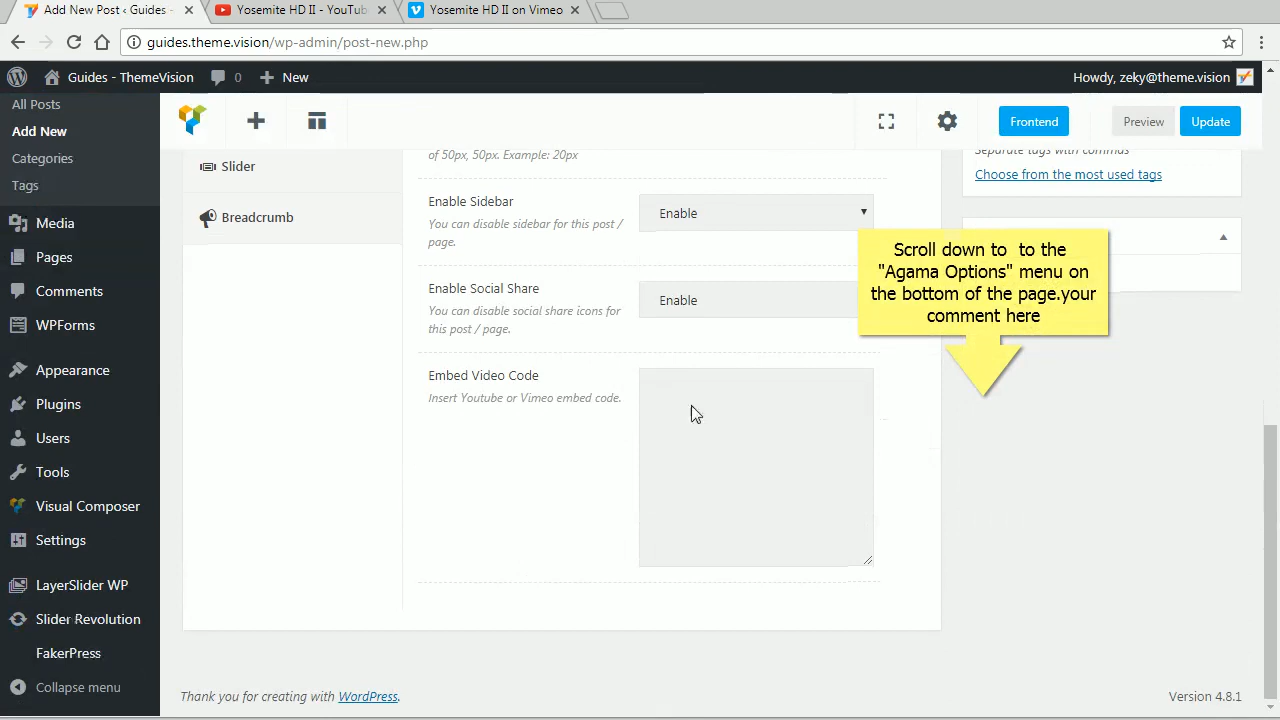 Add New Post ‹ Guides -
Yosemite HD II - YouTub
Yosemite HD II on Vimeo
guides.theme.vision/wp-admin/post-new.php
Guides - ThemeVision
0
New
Howdy, zeky@theme.vision
All Posts
Add New
Categories
Tags
Media
Pages
Comments
WPForms
Appearance
Plugins
Users
Tools
Visual Composer
Settings
LayerSlider WP
Slider Revolution
FakerPress
Collapse menu
Frontend
Preview
Update
Slider
Breadcrumb
of 50px, 50px. Example: 20px
Enable Sidebar
You can disable sidebar for this post /
page.
Enable
Enable Social Share
You can disable social share icons for
this post / page.
Enable
Embed Video Code
Insert Youtube or Vimeo embed code.
Separate tags with commas
Choose from the most used tags
Scroll down to  to the
"Agama Options" menu on
the bottom of the page.your
comment here
Thank you for creating with WordPress.
Version 4.8.1